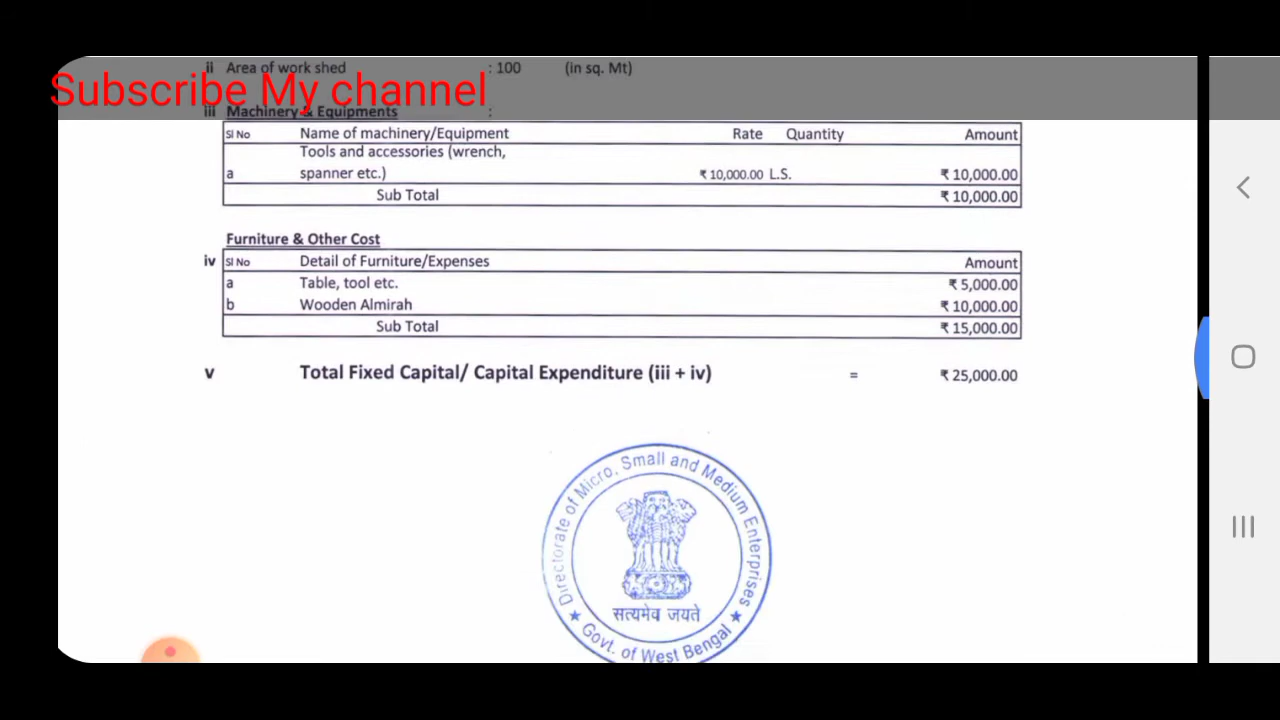 ii Area of work shed : 100 (in sq. Mt)
Subscribe My channel
iii Machinery & Equipments :
Sl No Name of machinery/Equipment Rate Quantity Amount
Tools and accessories (wrench,
a spanner etc.) ₹ 10,000.00 L.S. ₹ 10,000.00
Sub Total ₹ 10,000.00
Furniture & Other Cost
iv Sl No Detail of Furniture/Expenses Amount
a Table, tool etc. ₹ 5,000.00
b Wooden Almirah ₹ 10,000.00
Sub Total ₹ 15,000.00
v Total Fixed Capital/ Capital Expenditure (iii + iv) = ₹ 25,000.00
Directorate of Micro, Small and Medium Enterprises
सत्यमेव जयते
★ Govt. of West Bengal ★